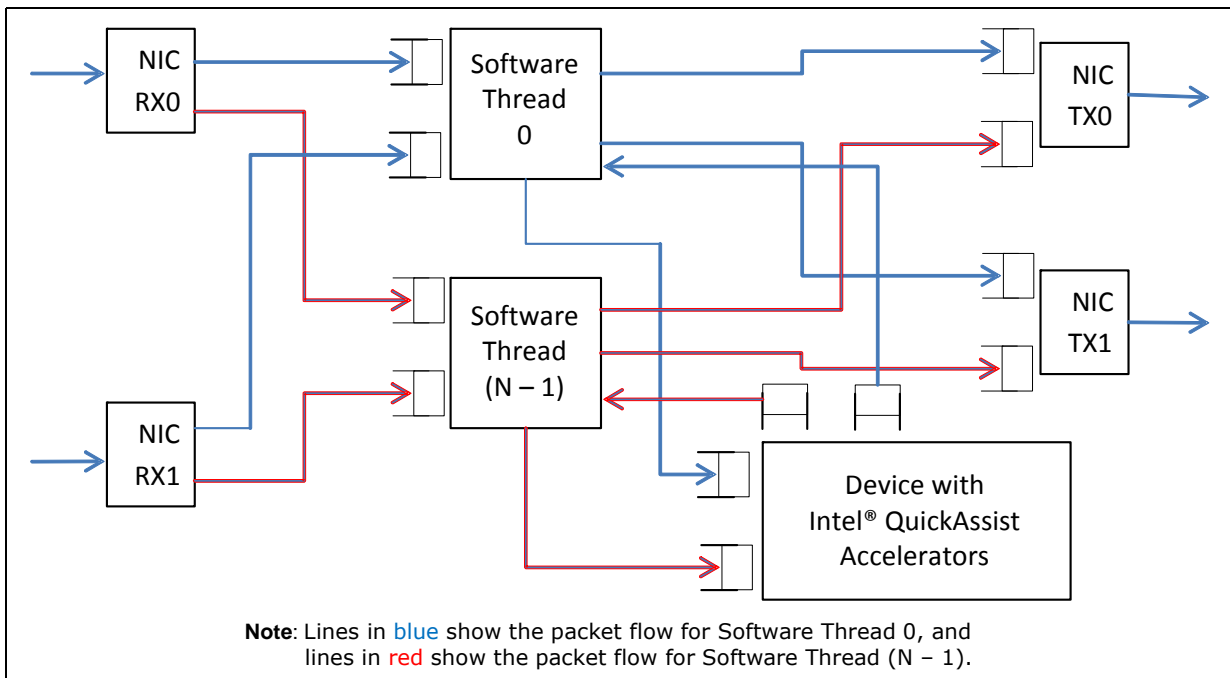 NIC
RX0
Software
Thread
0
NIC
TX0
Software
Thread
(N – 1)
NIC
TX1
NIC
RX1
Device with
Intel® QuickAssist
Accelerators
Note: Lines in blue show the packet flow for Software Thread 0, and
lines in red show the packet flow for Software Thread (N – 1).